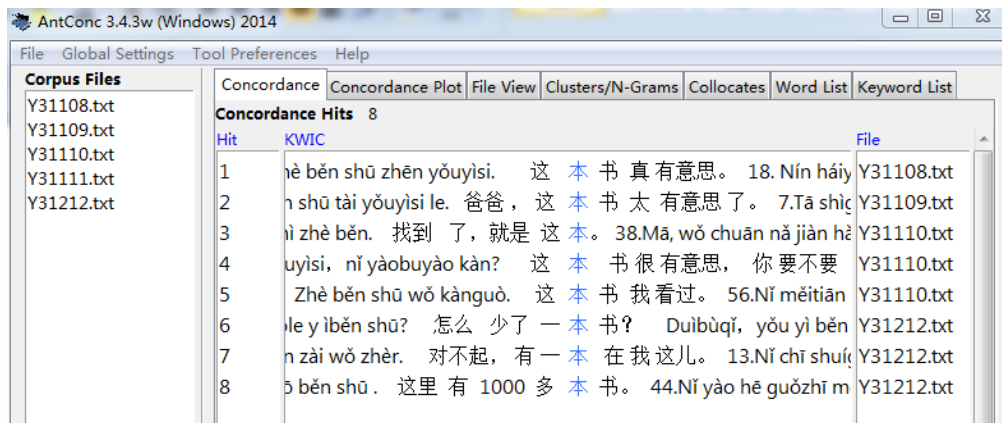 AntConc 3.4.3w (Windows) 2014
File Global Settings Tool Preferences Help
Corpus Files
Y31108.txt
Y31109.txt
Y31110.txt
Y31111.txt
Y31212.txt
Concordance Concordance Plot File View Clusters/N-Grams Collocates Word List Keyword List
Concordance Hits 8
Hit KWIC File
1 hè běn shū zhēn yǒuyìsi. 这 本 书 真 有意思。 18. Nín háiy Y31108.txt
2 n shū tài yǒuyìsi le. 爸爸，这 本 书 太 有意思了。 7.Tā shìg Y31109.txt
3 nì zhè běn. 找到 了，就是 这 本。 38.Mā, wǒ chuān nǎ jiàn hà Y31110.txt
4 uyìsi，nǐ yàobuyào kàn? 这 本 书 很 有意思， 你 要不要 Y31110.txt
5 Zhè běn shū wǒ kànguò. 这 本 书 我 看过。 56.Nǐ měitiān Y31110.txt
6 le y ìběn shū? 怎么 少了 一 本 书? Duìbùqǐ，yǒu yì běn Y31212.txt
7 n zài wǒ zhèr. 对不起，有 一 本 在 我 这儿。 13.Nǐ chī shuíg Y31212.txt
8 ō běn shū . 这里 有 1000 多 本 书。 44.Nǐ yào hē guǒzhī m Y31212.txt